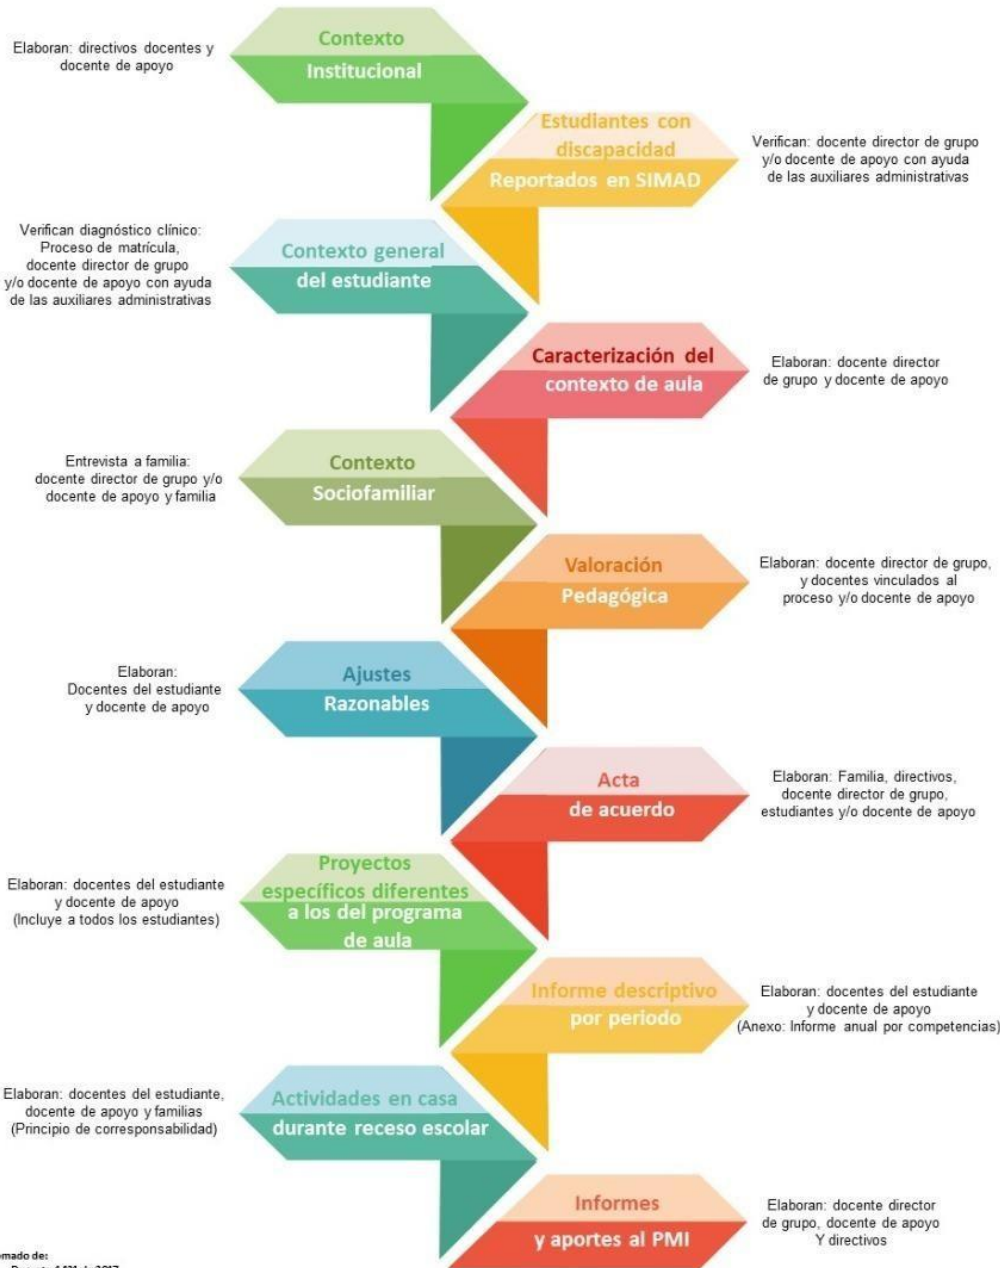 Elaboran: directivos docentes y
docente de apoyo
Contexto
Institucional
Estudiantes con
discapacidad
Reportados en SIMAD
Verifican: docente director de grupo
y/o docente de apoyo con ayuda
de las auxiliares administrativas
Verifican diagnóstico clínico:
Proceso de matrícula,
docente director de grupo
y/o docente de apoyo con ayuda
de las auxiliares administrativas
Contexto general
del estudiante
Caracterización del
contexto de aula
Elaboran: docente director
de grupo y docente de apoyo
Entrevista a familia:
docente director de grupo y/o
docente de apoyo y familia
Contexto
Sociofamiliar
Valoración
Pedagógica
Elaboran: docente director de grupo,
y docentes vinculados al
proceso y/o docente de apoyo
Elaboran:
Docentes del estudiante
y docente de apoyo
Ajustes
Razonables
Acta
de acuerdo
Elaboran: Familia, directivos,
docente director de grupo,
estudiantes y/o docente de apoyo
Elaboran: docentes del estudiante
y docente de apoyo
(Incluye a todos los estudiantes)
Proyectos
específicos diferentes
a los del programa
de aula
Informe descriptivo
por periodo
Elaboran: docentes del estudiante
y docente de apoyo
(Anexo: Informe anual por competencias)
Elaboran: docentes del estudiante,
docente de apoyo y familias
(Principio de corresponsabilidad)
Actividades en casa
durante receso escolar
Informes
y aportes al PMI
Elaboran: docente director
de grupo, docente de apoyo
Y directivos
de: